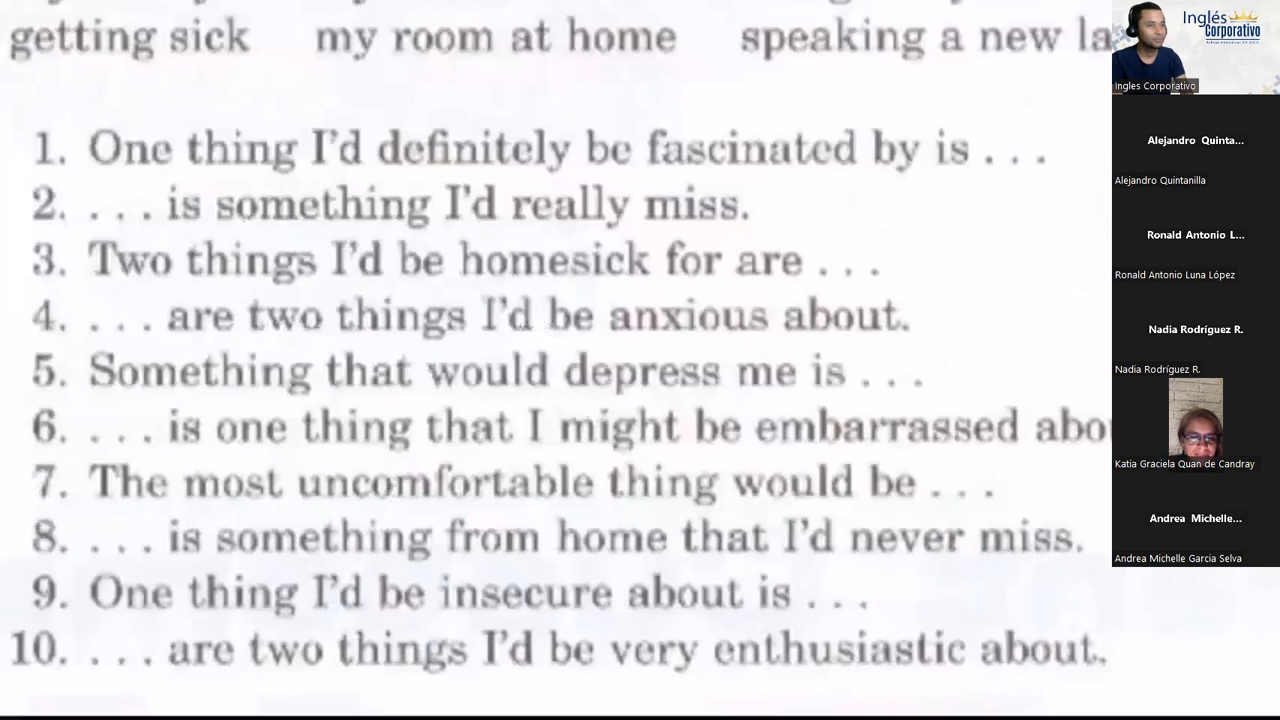 getting sick my room at home speaking a new la
1. One thing I'd definitely be fascinated by is . . .
2. . . . is something I'd really miss.
3. Two things I'd be homesick for are . . .
4. . . . are two things I'd be anxious about.
5. Something that would depress me is . . .
6. . . . is one thing that I might be embarrassed abo
7. The most uncomfortable thing would be . . .
8. . . . is something from home that I'd never miss.
9. One thing I'd be insecure about is . . .
10. . . . are two things I'd be very enthusiastic about.
Inglés
Corporativo
Ingles Corporativo
Alejandro Quinta...
Alejandro Quintanilla
Ronald Antonio L...
Ronald Antonio Luna López
Nadia Rodríguez R.
Nadia Rodríguez R.
Katia Graciela Quan de Candray
Andrea Michelle...
Andrea Michelle Garcia Selva